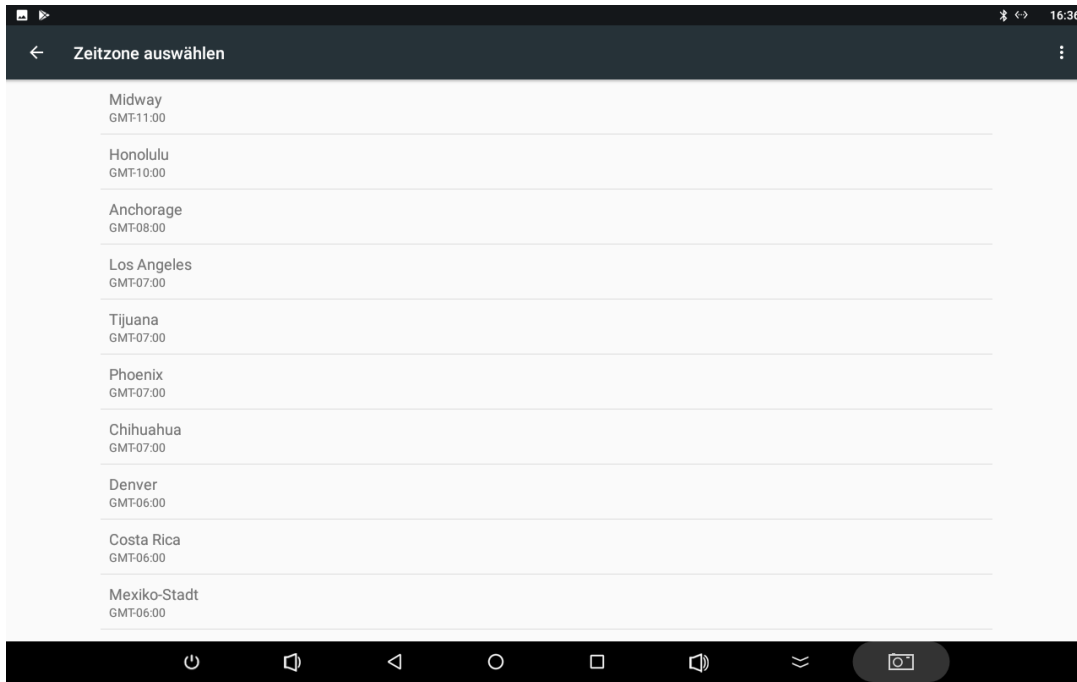 16:36
Zeitzone auswählen
Midway
GMT-11:00
Honolulu
GMT-10:00
Anchorage
GMT-08:00
Los Angeles
GMT-07:00
Tijuana
GMT-07:00
Phoenix
GMT-07:00
Chihuahua
GMT-07:00
Denver
GMT-06:00
Costa Rica
GMT-06:00
Mexiko-Stadt
GMT-06:00